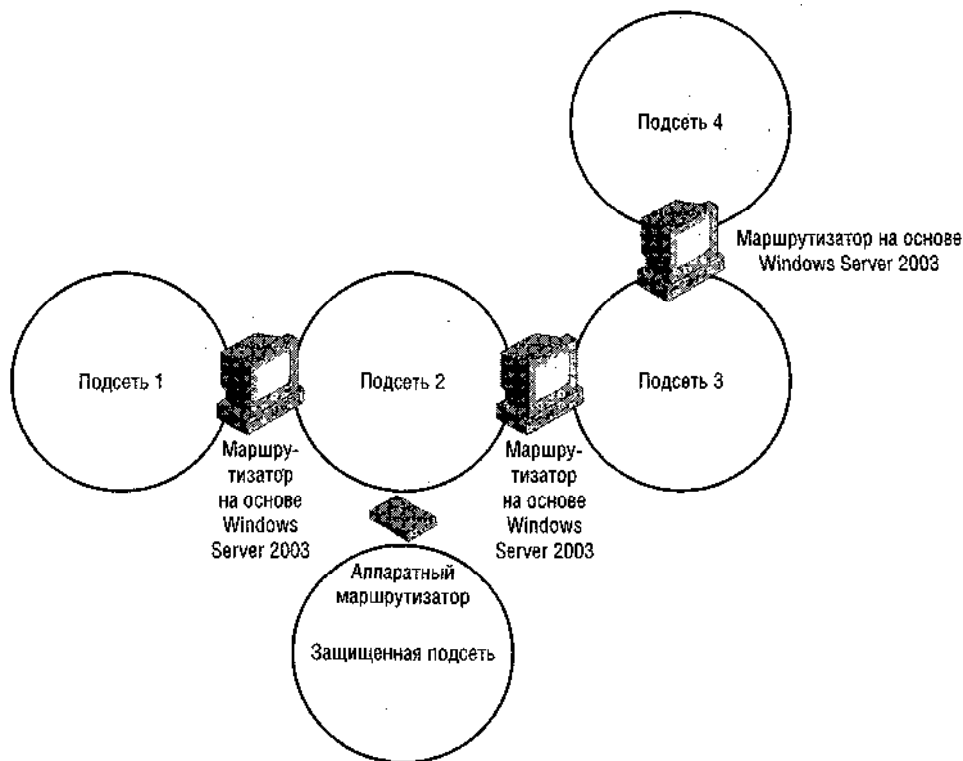 Подсеть 4
Маршрутизатор на основе
Windows Server 2003
Подсеть 1
Подсеть 2
Подсеть 3
Маршру-
тизатор
на основе
Windows
Server 2003
Маршру-
тизатор
на основе
Windows
Server 2003
Аппаратный
маршрутизатор
Защищенная подсеть